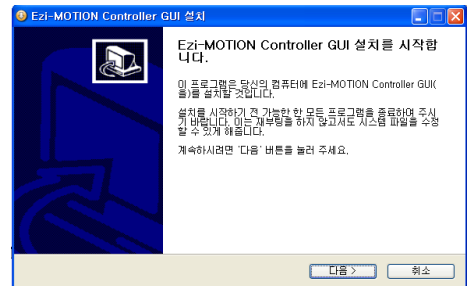 Ezi-MOTION Controller GUI 설치
Ezi-MOTION Controller GUI 설치를 시작합
니다.
이 프로그램은 당신의 컴퓨터에 Ezi-MOTION Controller GUI(
을)를 설치할 것입니다.
설치를 시작하기 전 가능한 한 모든 프로그램을 종료하여 주시
기 바랍니다. 이는 재부팅을 하지 않고서도 시스템 파일을 수정
할 수 있게 해줍니다.
계속하시려면 '다음' 버튼을 눌러 주세요.
다음 >
취소